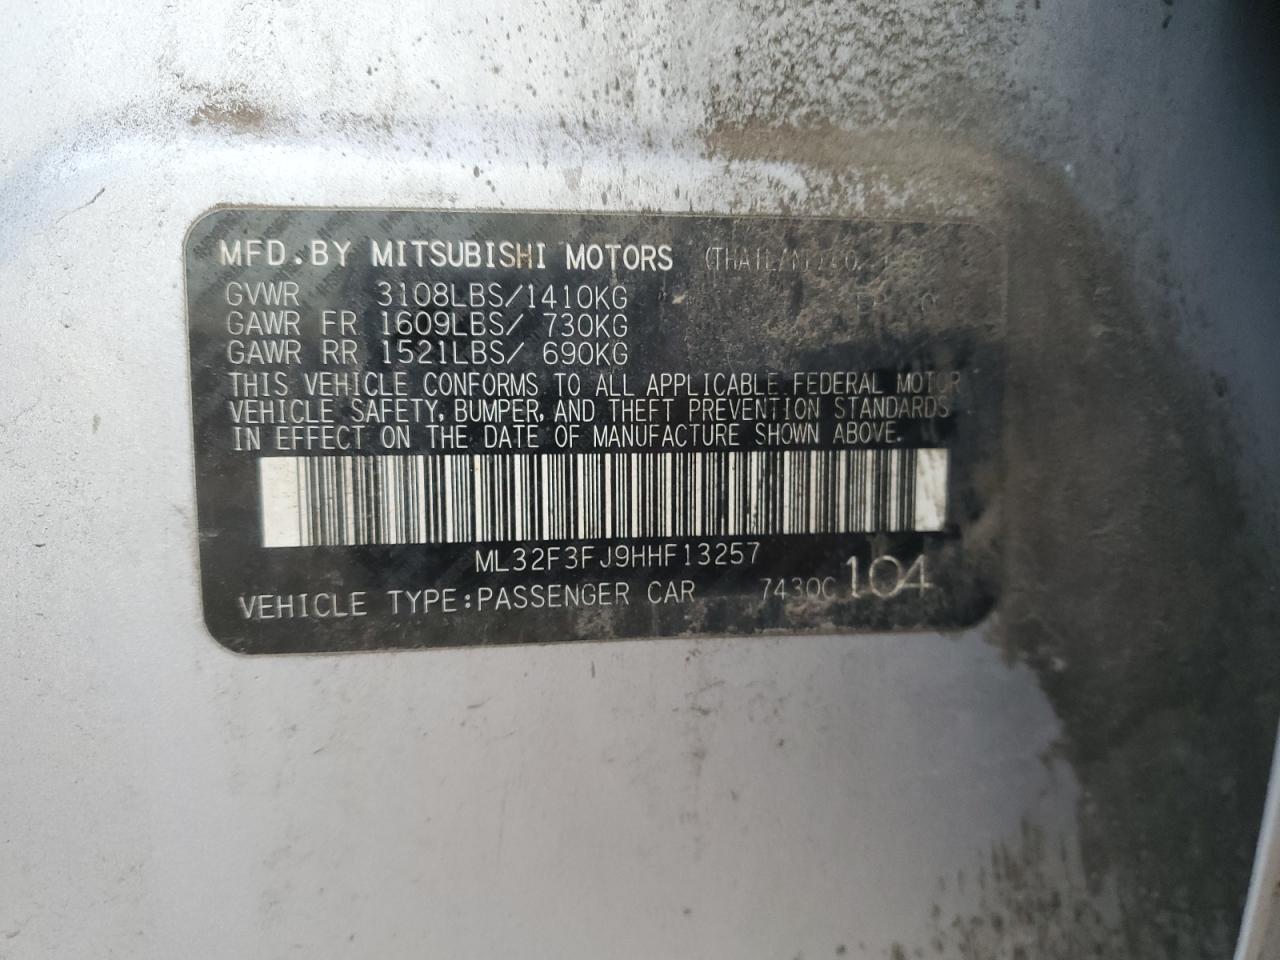 MFD.BY MITSUBISHI MOTORS
GVWR 3108LBS/1410KG
GAWR FR 1609LBS/ 730KG
GAWR RR 1521LBS/ 690KG
THIS VEHICLE CONFORMS TO ALL APPLICABLE FEDERAL MOTOR
VEHICLE SAFETY, BUMPER, AND THEFT PREVENTION STANDARDS
IN EFFECT ON THE DATE OF MANUFACTURE SHOWN ABOVE.
ML32F3FJ9HHF13257
VEHICLE TYPE:PASSENGER CAR 7430C 104